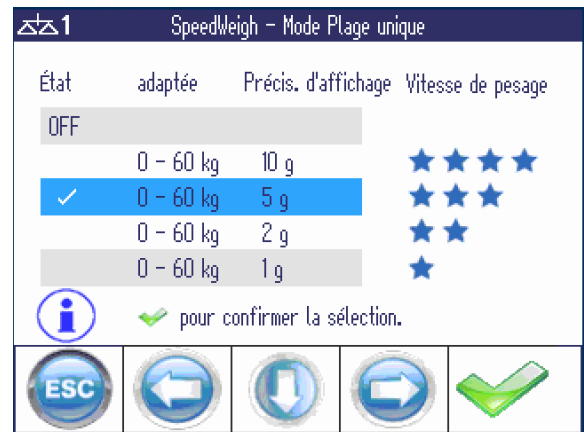 1 SpeedWeigh - Mode Plage unique
État adaptée Précis. d'affichage Vitesse de pesage
OFF
0 - 60 kg 10 g
0 - 60 kg 5 g
0 - 60 kg 2 g
0 - 60 kg 1 g
pour confirmer la sélection.
ESC